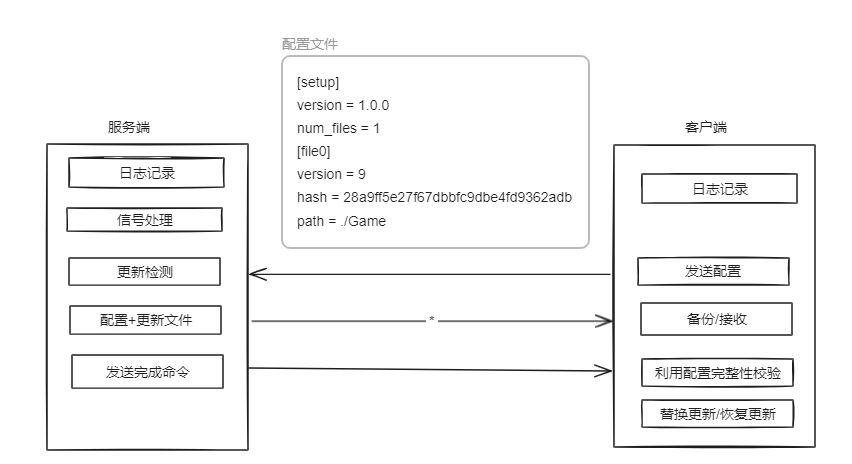 配置文件
[setup]
version = 1.0.0
num_files = 1
[file0]
version = 9
hash = 28a9ff5e27f67dbbfc9dbe4fd9362adb
path = ./Game
服务端
日志记录
信号处理
更新检测
配置+更新文件
发送完成命令
*
客户端
日志记录
发送配置
备份/接收
利用配置完整性校验
替换更新/恢复更新